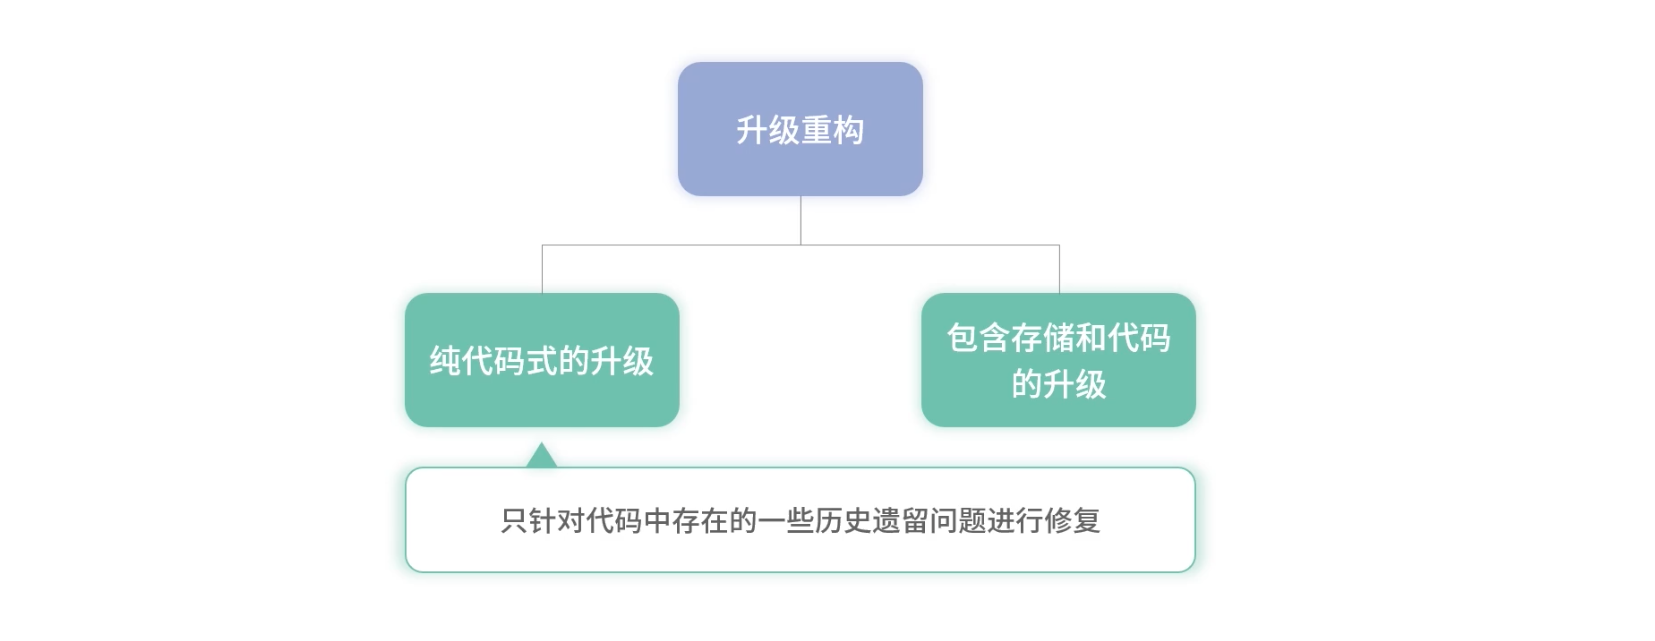 升级重构
纯代码式的升级
包含存储和代码
的升级
只针对代码中存在的一些历史遗留问题进行修复